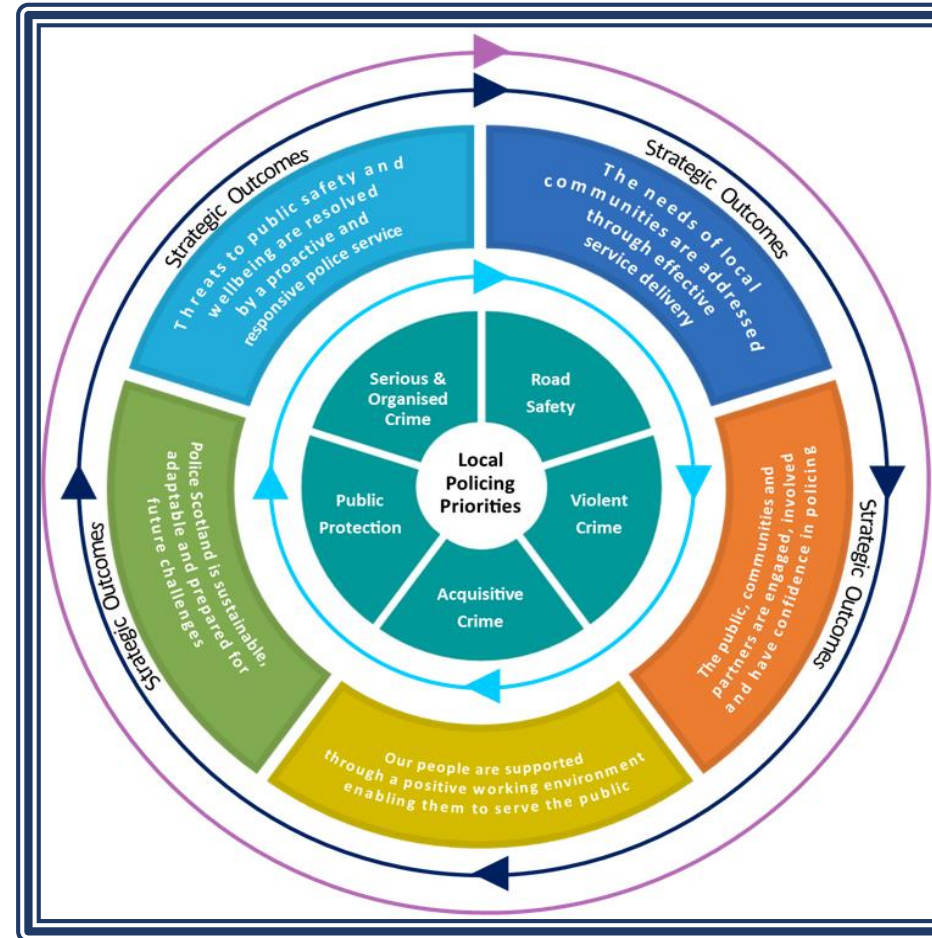 Strategic Outcomes
Threats to public safety and
wellbeing are resolved
by a proactive and
responsive police service
Strategic Outcomes
The needs of local
communities are addressed
through effective
service delivery
Strategic Outcomes
The public, communities and
partners are engaged, involved
and have confidence in policing
Our people are supported
through a positive working environment
enabling them to serve the public
Strategic Outcomes
Police Scotland is sustainable,
adaptable and prepared for
future challenges
Serious &
Organised
Crime
Road
Safety
Violent
Crime
Acquisitive
Crime
Public
Protection
Local
Policing
Priorities